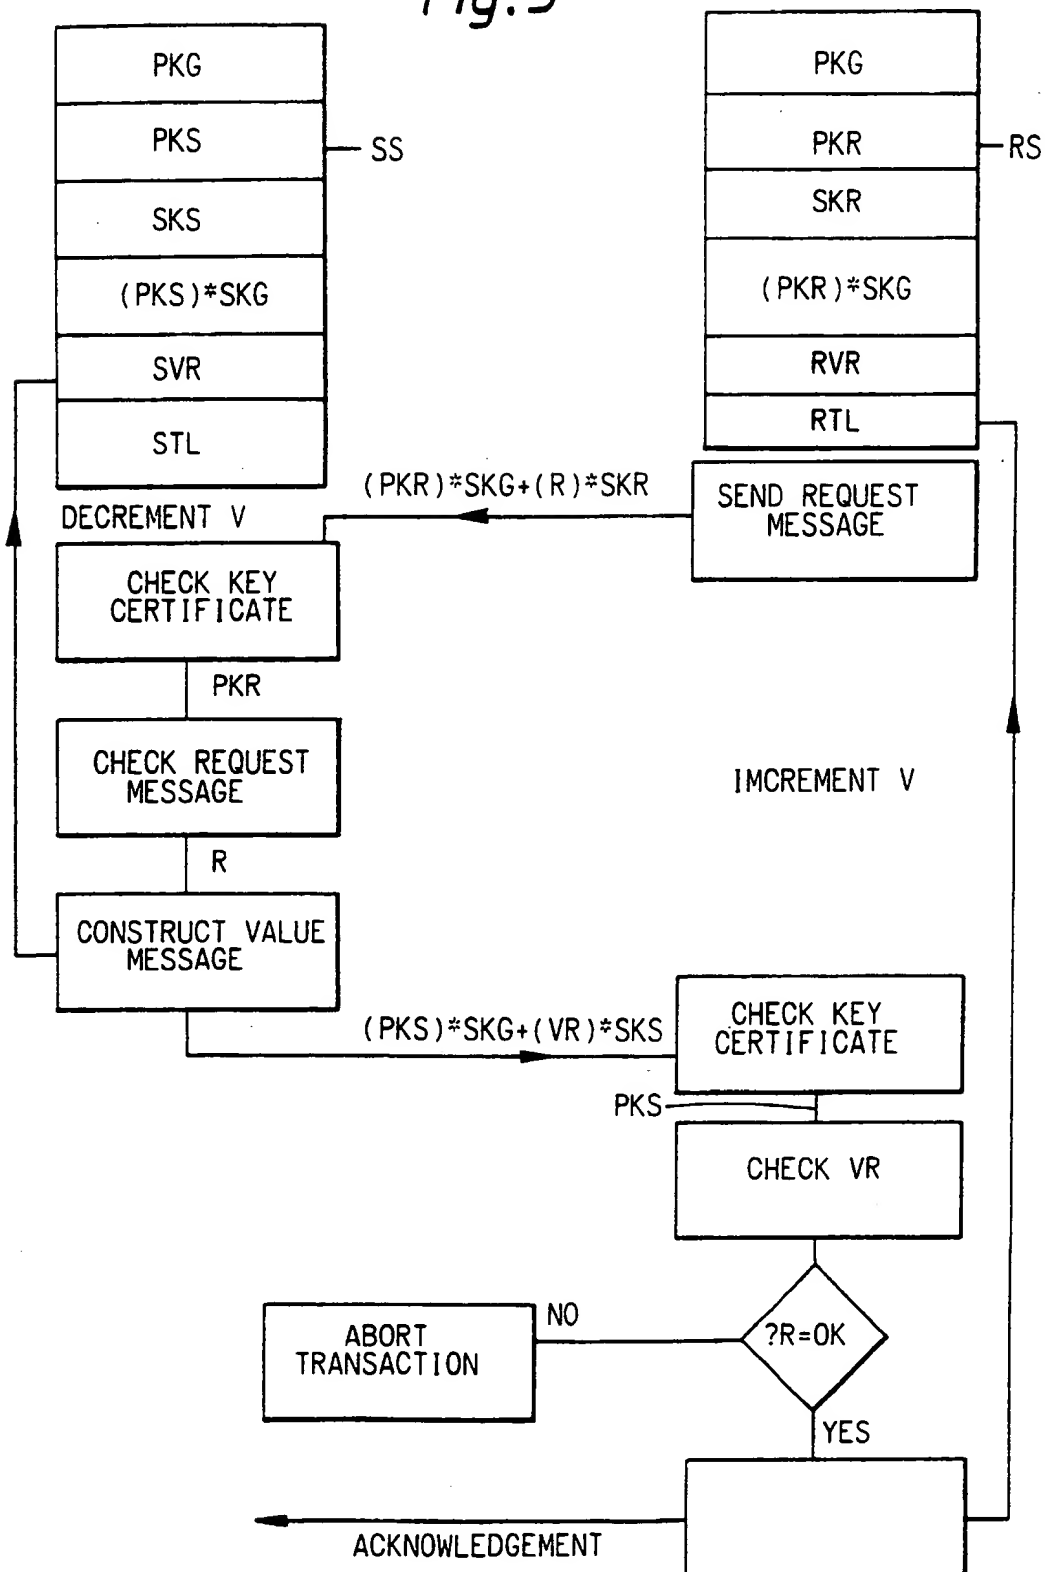 PKG
PKS
SS
SKS
(PKS)*SKG
SVR
STL
PKG
PKR
RS
SKR
(PKR)*SKG
RVR
RTL
(PKR)*SKG+(R)*SKR
SEND REQUEST
MESSAGE
DECREMENT V
CHECK KEY
CERTIFICATE
PKR
CHECK REQUEST
MESSAGE
IMCREMENT V
R
CONSTRUCT VALUE
MESSAGE
(PKS)*SKG+(VR)*SKS
CHECK KEY
CERTIFICATE
PKS
CHECK VR
?R=OK
NO
ABORT
TRANSACTION
YES
ACKNOWLEDGEMENT